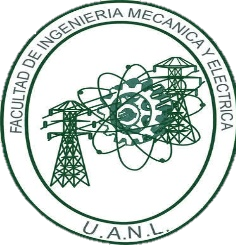 FACULTAD DE INGENIERIA MECANICA Y ELECTRICA
U.A.N.L.